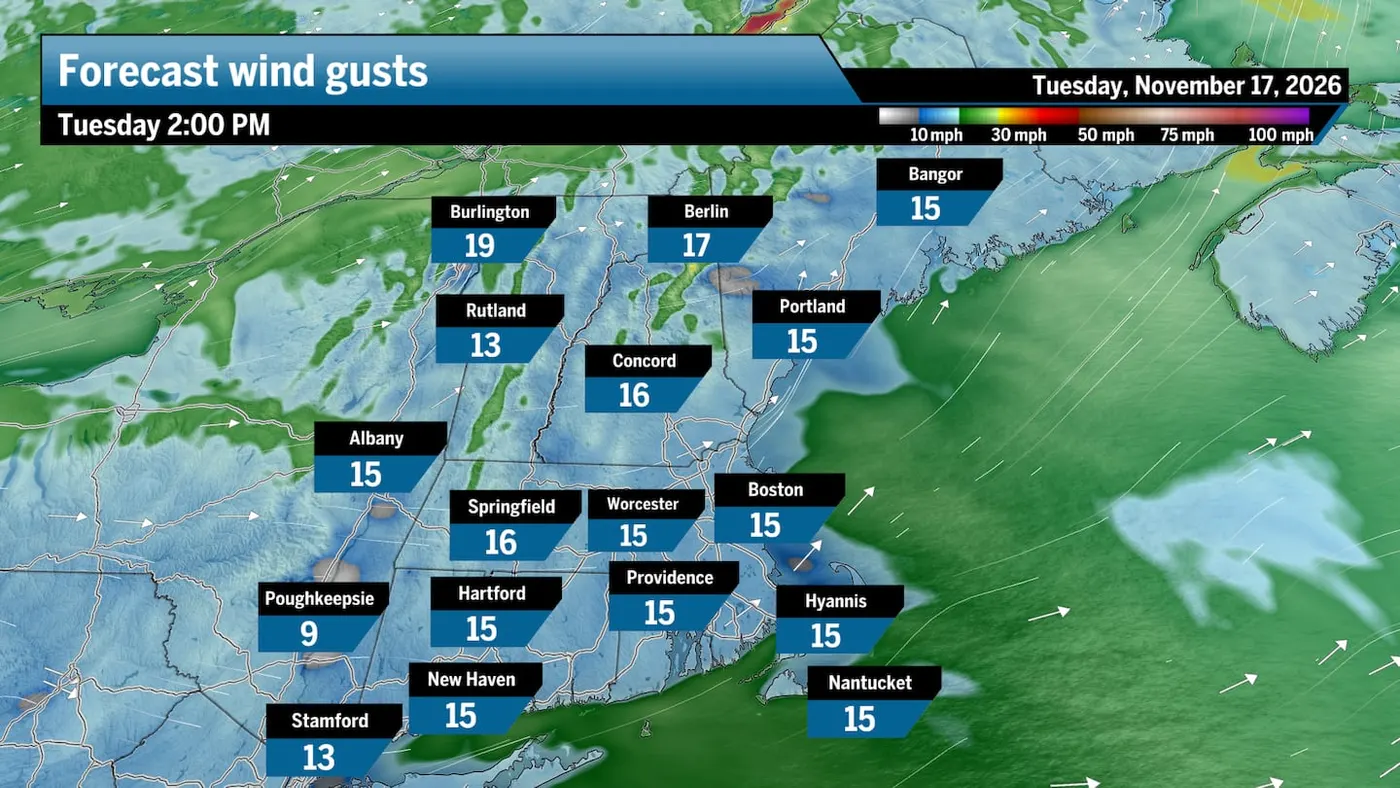 Forecast wind gusts
Tuesday, November 17, 2026
Tuesday 2:00 PM
10 mph 30 mph 50 mph 75 mph 100 mph
Bangor
15
Burlington
19
Berlin
17
Rutland
13
Portland
15
Concord
16
Albany
15
Springfield
16
Worcester
15
Boston
15
Poughkeepsie
9
Hartford
15
Providence
15
Hyannis
15
New Haven
15
Nantucket
15
Stamford
13